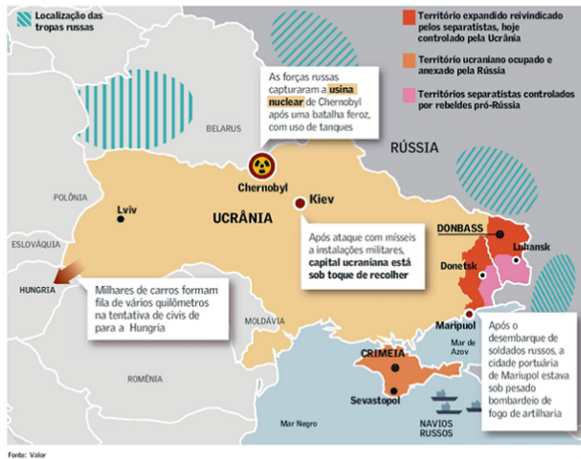 Localização das
tropas russas
Território expandido reivindicado
pelos separatistas, hoje
controlado pela Ucrânia
Território ucraniano ocupado e
anexado pela Rússia
Territórios separatistas controlados
por rebeldes pró-Rússia
As forças russas
capturaram a usina
nuclear de Chernobyl
após uma batalha feroz,
com uso de tanques
BELARUS
RÚSSIA
POLÔNIA
Chernobyl
Lviv
UCRÂNIA
Kiev
ESLOVÁQUIA
Após ataque com mísseis
a instalações militares,
capital ucraniana está
sob toque de recolher
DONBASS
Luhansk
Donetsk
HUNGRIA
Milhares de carros formam
fila de vários quilômetros
na tentativa de civis de
para a Hungria
MOLDÁVIA
Maripuol
Mar de
Azov
Após o
desembarque de
soldados russos, a
cidade portuária
de Mariupol estava
sob pesado
bombardeio de
fogo de artilharia
ROMÊNIA
CRIMEIA
Sevastopol
Mar Negro
NAVIOS
RUSSOS
Fonte: Valor